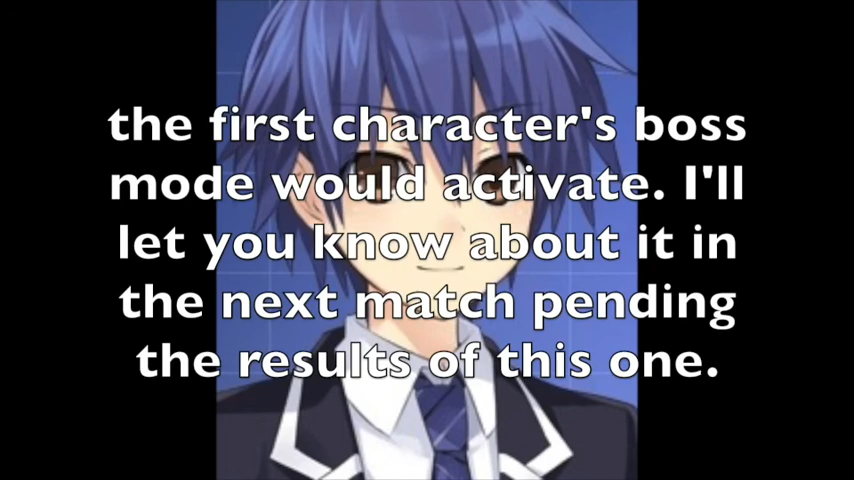 the first character's boss
mode would activate. I'll
let you know about it in
the next match pending
the results of this one.